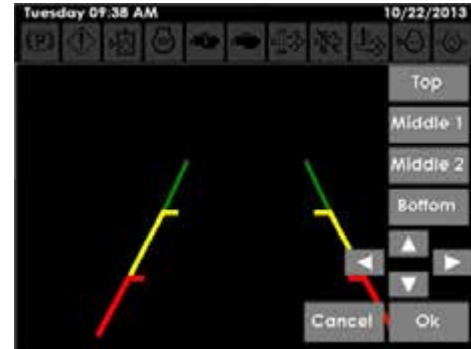 Tuesday 09:38 AM 10/22/2013
Top
Middle 1
Middle 2
Bottom
Cancel Ok